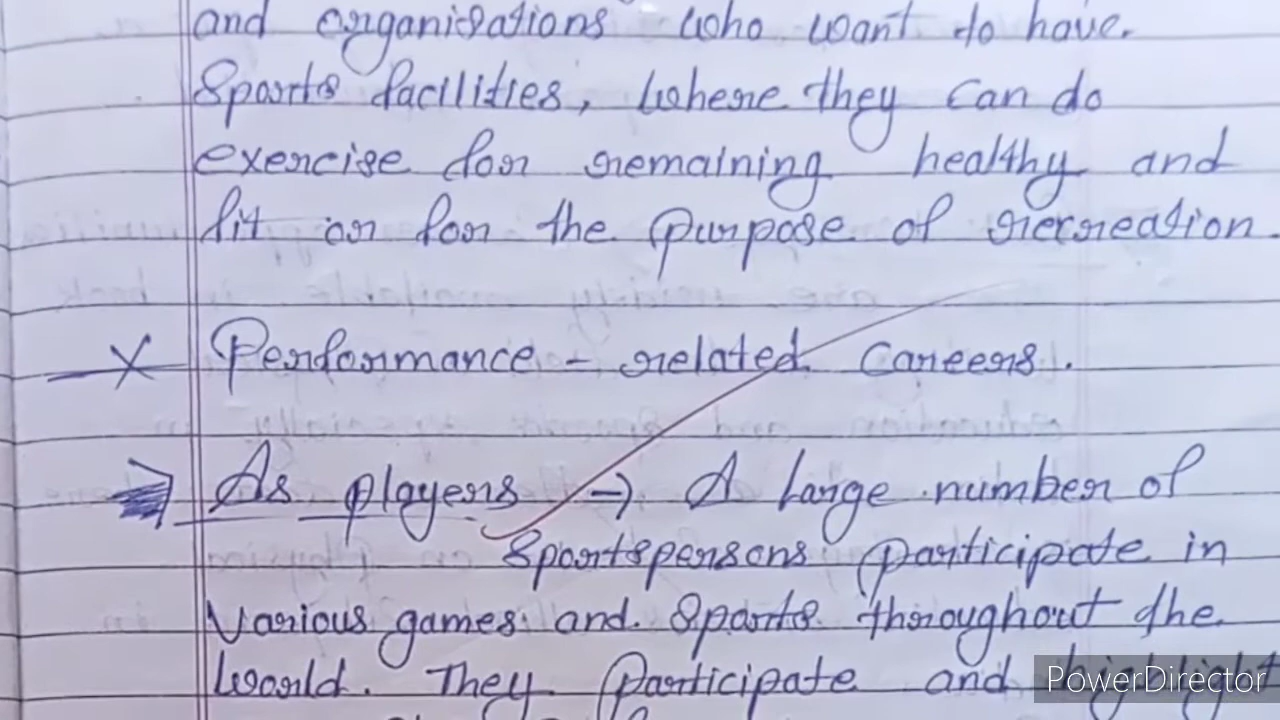 and organisations who want to have.
Sports facilities, where they can do
exercise for remaining healthy and
fit or for the purpose of recreation.
X Performance - related Careers.
⇒ As players → A large number of
Sportspersons participate in
Various games and Sports throughout the
world. They participate and highlight
PowerDirector